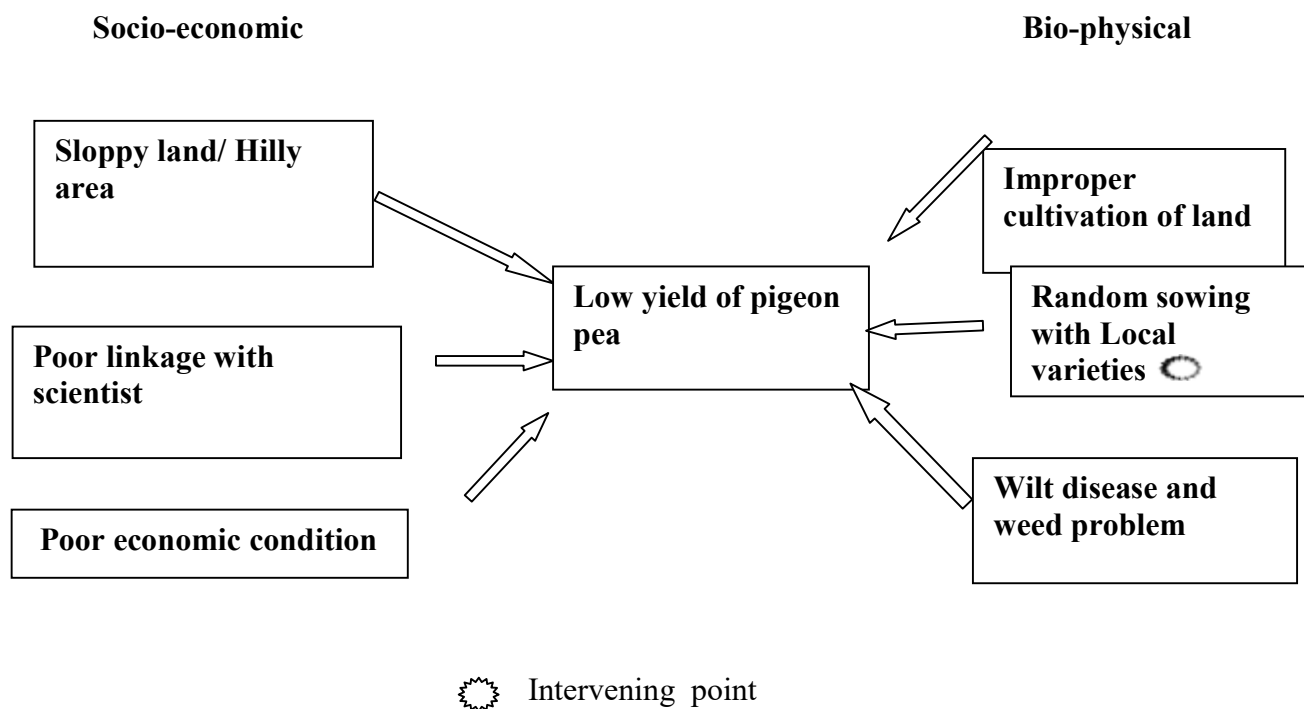 Socio-economic
Bio-physical
Sloppy land/ Hilly
area
Improper
cultivation of land
Low yield of pigeon
pea
Random sowing
with Local
varieties
Poor linkage with
scientist
Wilt disease and
weed problem
Poor economic condition
Intervening point